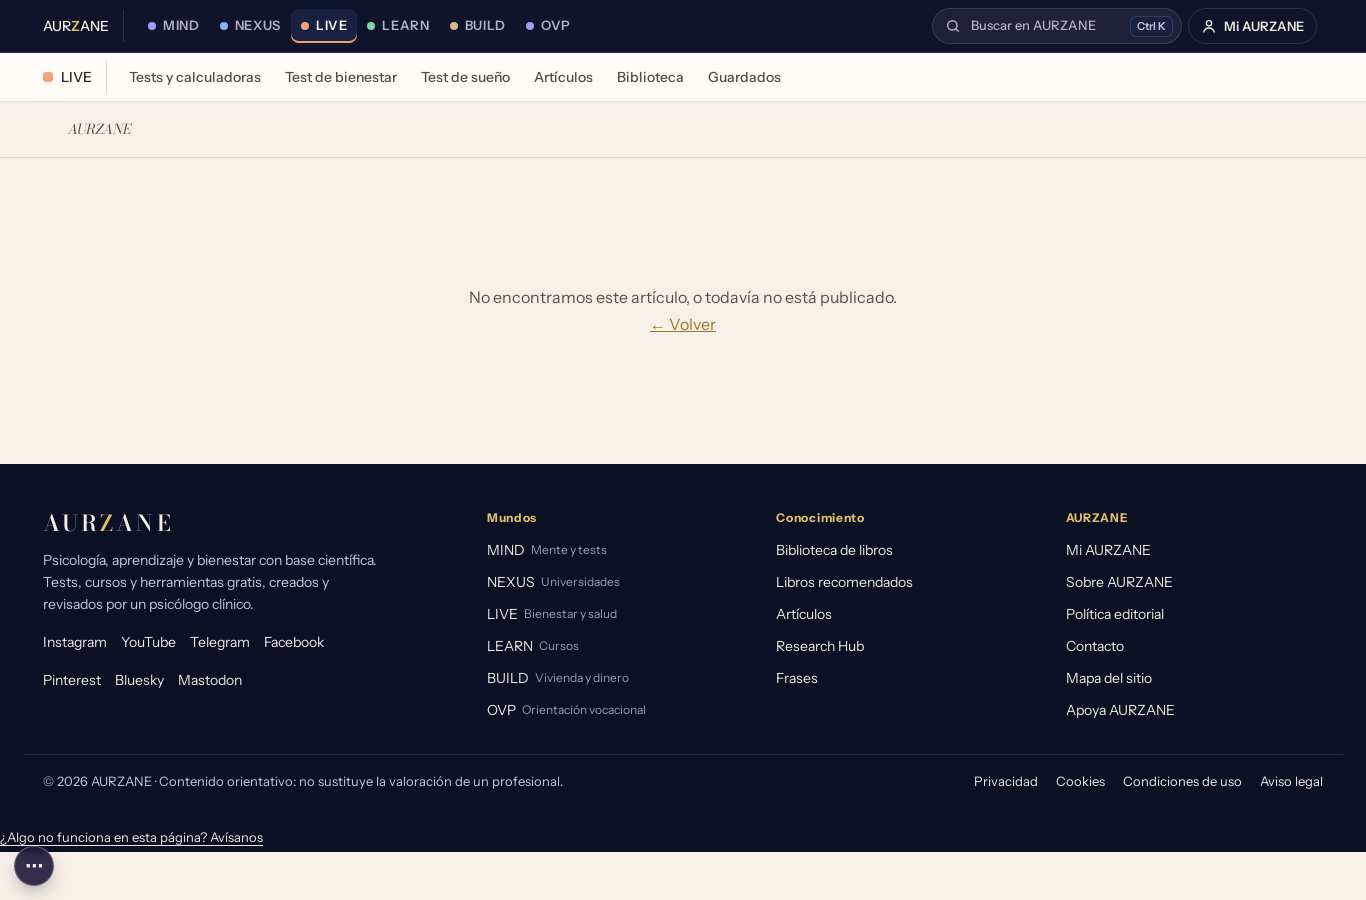 AURZANE
MIND
NEXUS
LIVE
LEARN
BUILD
OVP
Buscar en AURZANE
Ctrl K
Mi AURZANE
LIVE
Tests y calculadoras
Test de bienestar
Test de sueño
Artículos
Biblioteca
Guardados
AURZANE
No encontramos este artículo, o todavía no está publicado.
← Volver
AURZANE
Psicología, aprendizaje y bienestar con base científica.
Tests, cursos y herramientas gratis, creados y
revisados por un psicólogo clínico.
Instagram YouTube Telegram Facebook
Pinterest Bluesky Mastodon
Mundos
MIND Mente y tests
NEXUS Universidades
LIVE Bienestar y salud
LEARN Cursos
BUILD Vivienda y dinero
OVP Orientación vocacional
Conocimiento
Biblioteca de libros
Libros recomendados
Artículos
Research Hub
Frases
AURZANE
Mi AURZANE
Sobre AURZANE
Política editorial
Contacto
Mapa del sitio
Apoya AURZANE
© 2026 AURZANE · Contenido orientativo: no sustituye la valoración de un profesional.
Privacidad Cookies Condiciones de uso Aviso legal
¿Algo no funciona en esta página? Avísanos